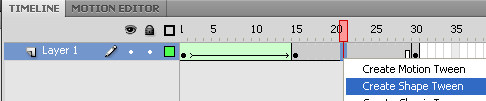 TIMELINE MOTION EDITOR
1 5 10 15 20 25 30 35
Layer 1
Create Motion Tween
Create Shape Tween